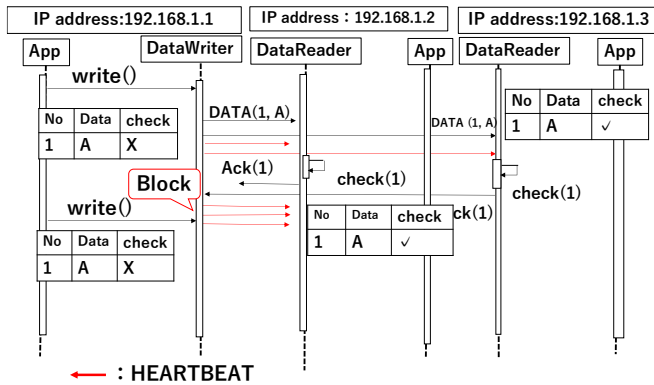 IP address:192.168.1.1
IP address：192.168.1.2
IP address:192.168.1.3
App
DataWriter
DataReader
App
DataReader
App
write()
DATA(1, A)
DATA (1, A)
No Data check
1 A ✓
No Data check
1 A X
Ack(1)
check(1)
check(1)
Block
write()
ck(1)
No Data check
1 A ✓
No Data check
1 A X
: HEARTBEAT